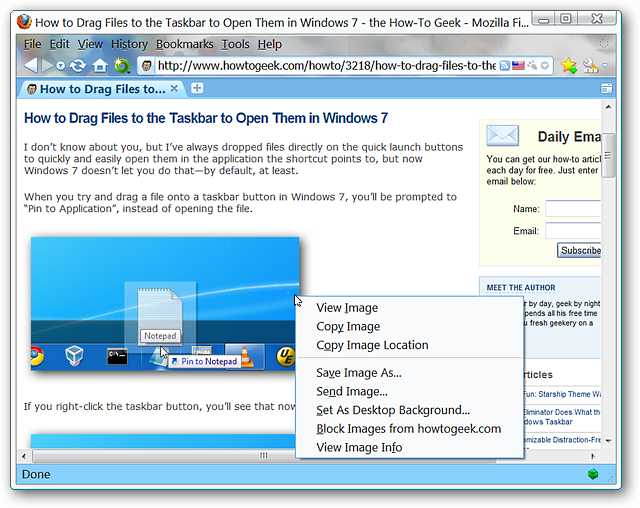 How to Drag Files to the Taskbar to Open Them in Windows 7 - the How-To Geek - Mozilla Fi...
File Edit View History Bookmarks Tools Help
http://www.howtogeek.com/howto/3218/how-to-drag-files-to-the
How to Drag Files to...
How to Drag Files to the Taskbar to Open Them in Windows 7
I don't know about you, but I've always dropped files directly on the quick launch buttons
to quickly and easily open them in the application the shortcut points to, but now
Windows 7 doesn't let you do that—by default, at least.
When you try and drag a file onto a taskbar button in Windows 7, you'll be prompted to
"Pin to Application", instead of opening the file.
Notepad
Pin to Notepad
If you right-click the taskbar button, you'll see that now
Daily Ema
You can get our how-to articl
each day for free. Just enter
email below:
Name:
Email:
Subscribe
MEET THE AUTHOR
r by day, geek by night
pends all his free time
u fresh geekery on a
View Image
Copy Image
Copy Image Location
Save Image As...
Send Image...
Set As Desktop Background...
Block Images from howtogeek.com
View Image Info
Articles
Fun: Starship Theme
Eliminator Does What th
ndows Taskbar
omizable Distraction-Fre
Done